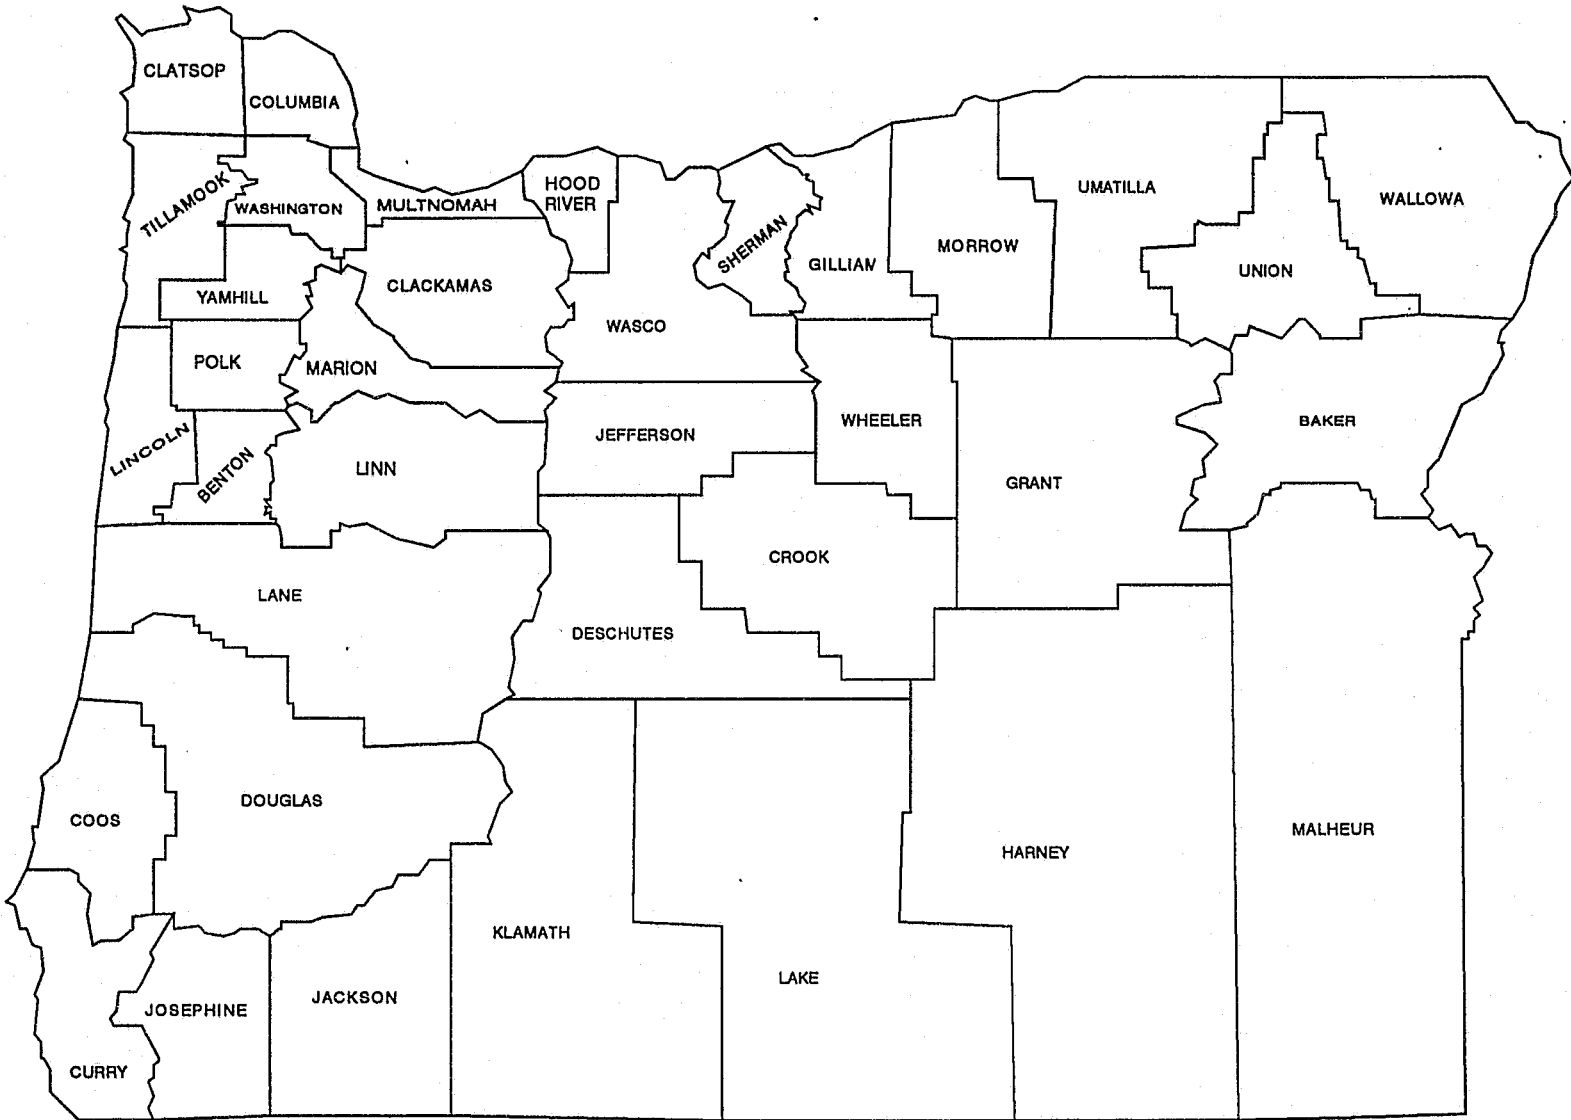 CLATSOP
COLUMBIA
TILLAMOOK
WASHINGTON
MULTNOMAH
HOOD
RIVER
SHERMAN
GILLIAM
MORROW
UMATILLA
UNION
WALLOWA
YAMHILL
CLACKAMAS
WASCO
POLK
MARION
LINCOLN
BENTON
LINN
JEFFERSON
WHEELER
GRANT
BAKER
LANE
DESCHUTES
CROOK
COOS
DOUGLAS
KLAMATH
LAKE
HARNEY
MALHEUR
CURRY
JOSEPHINE
JACKSON